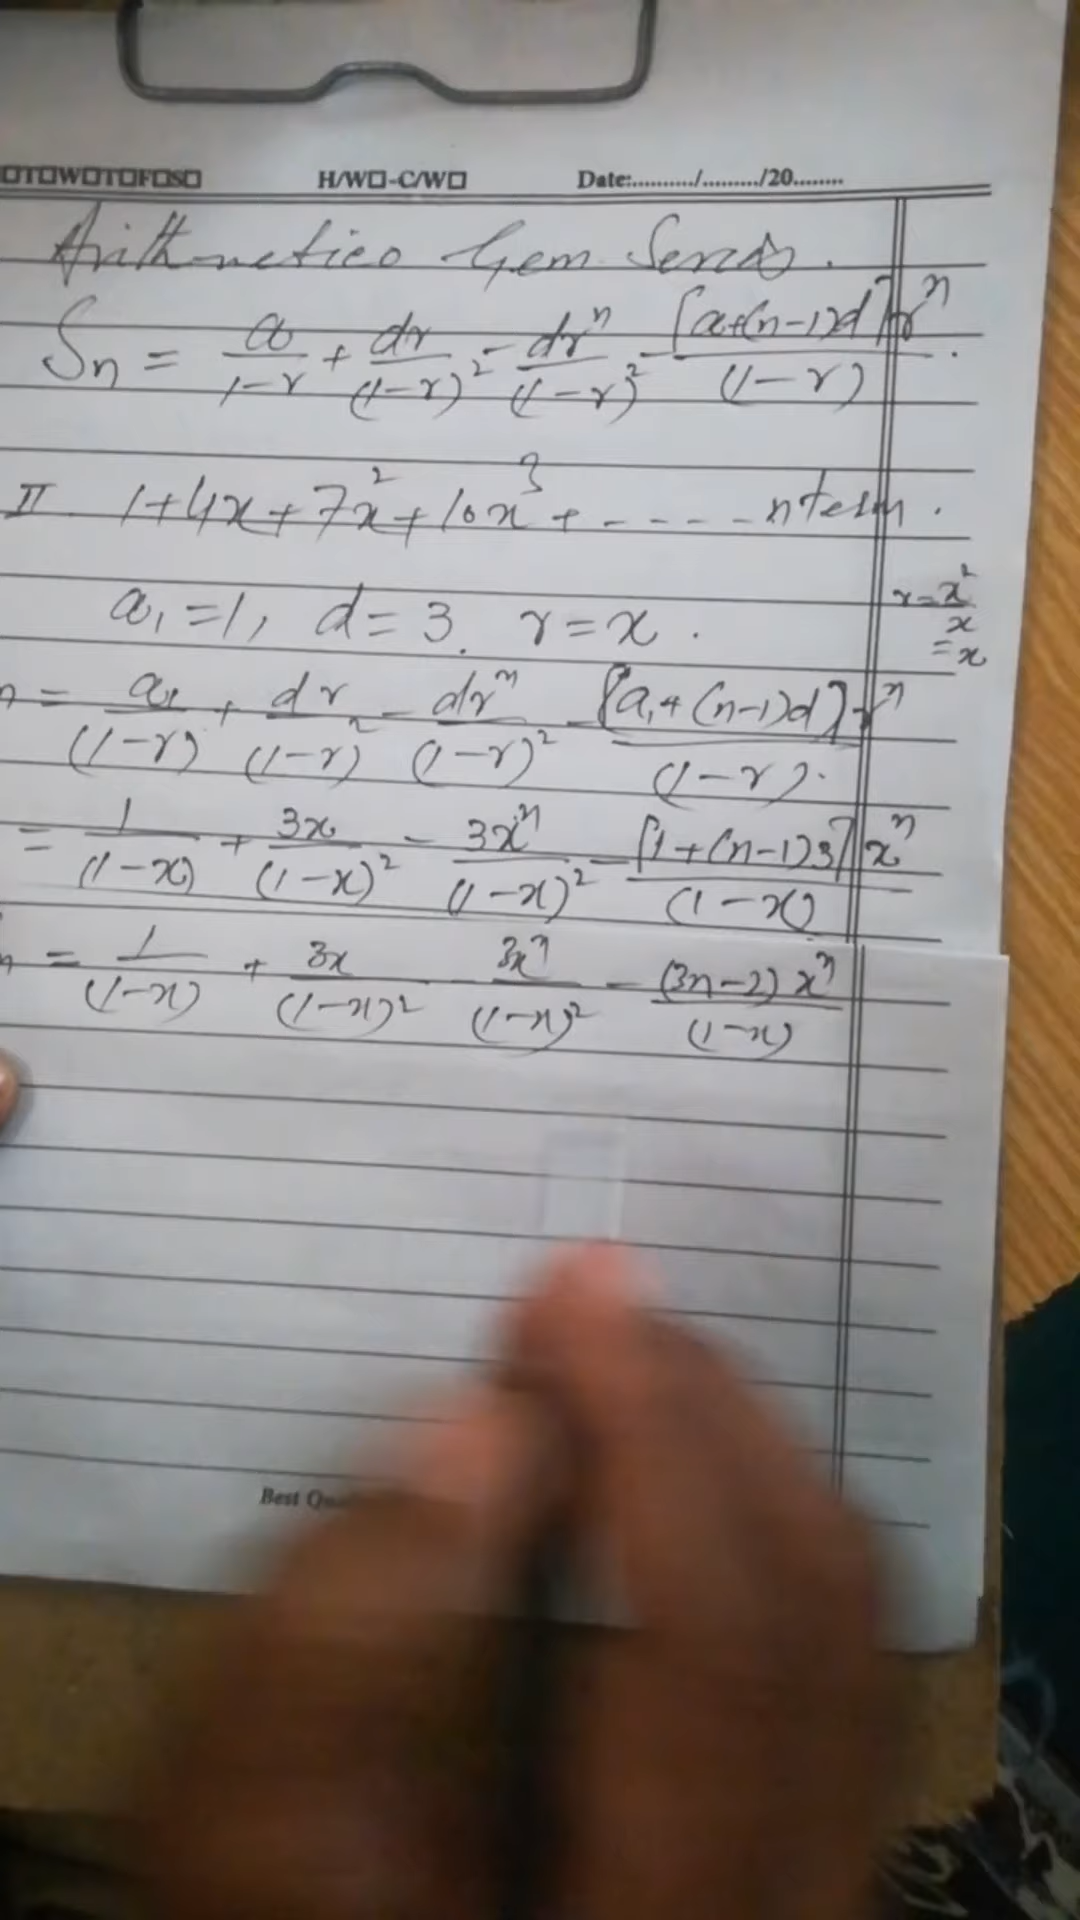 □T□W□T□F□S□ H/W□-C/W□ Date:........../........./20........
Arithmetico Geom Series.
Sn = a/(1-r) + dr/(1-r)² - drⁿ/(1-r)² - [a+(n-1)d]rⁿ/(1-r).
II 1+4x+7x²+10x³+ - - - - - n term.
a₁=1, d=3. r=x.
r=x²/x
=x
n = a₁/(1-r) + dr/(1-r)² - drⁿ/(1-r)² - [a₁+(n-1)d]rⁿ/(1-r).
= 1/(1-x) + 3x/(1-x)² - 3xⁿ/(1-x)² - [1+(n-1)3]xⁿ/(1-x)
n = 1/(1-x) + 3x/(1-x)² - 3xⁿ/(1-x)² - (3n-2)xⁿ/(1-x)
Best